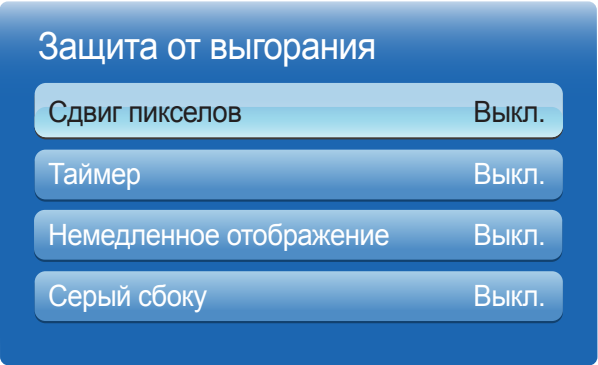 Защита от выгорания
Сдвиг пикселов Выкл.
Таймер Выкл.
Немедленное отображение Выкл.
Серый сбоку Выкл.